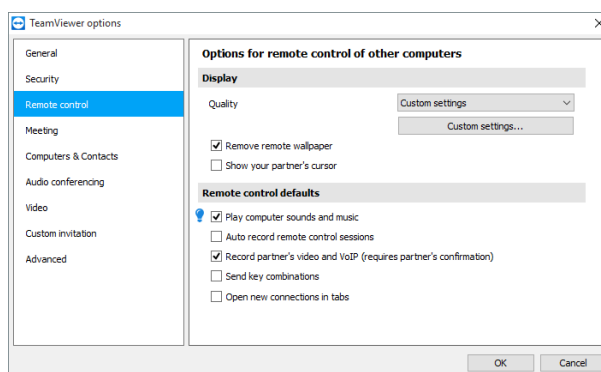 TeamViewer options
General
Security
Remote control
Meeting
Computers & Contacts
Audio conferencing
Video
Custom invitation
Advanced
Options for remote control of other computers
Display
Quality
Custom settings
Custom settings...
Remove remote wallpaper
Show your partner's cursor
Remote control defaults
Play computer sounds and music
Auto record remote control sessions
Record partner's video and VoIP (requires partner's confirmation)
Send key combinations
Open new connections in tabs
OK
Cancel